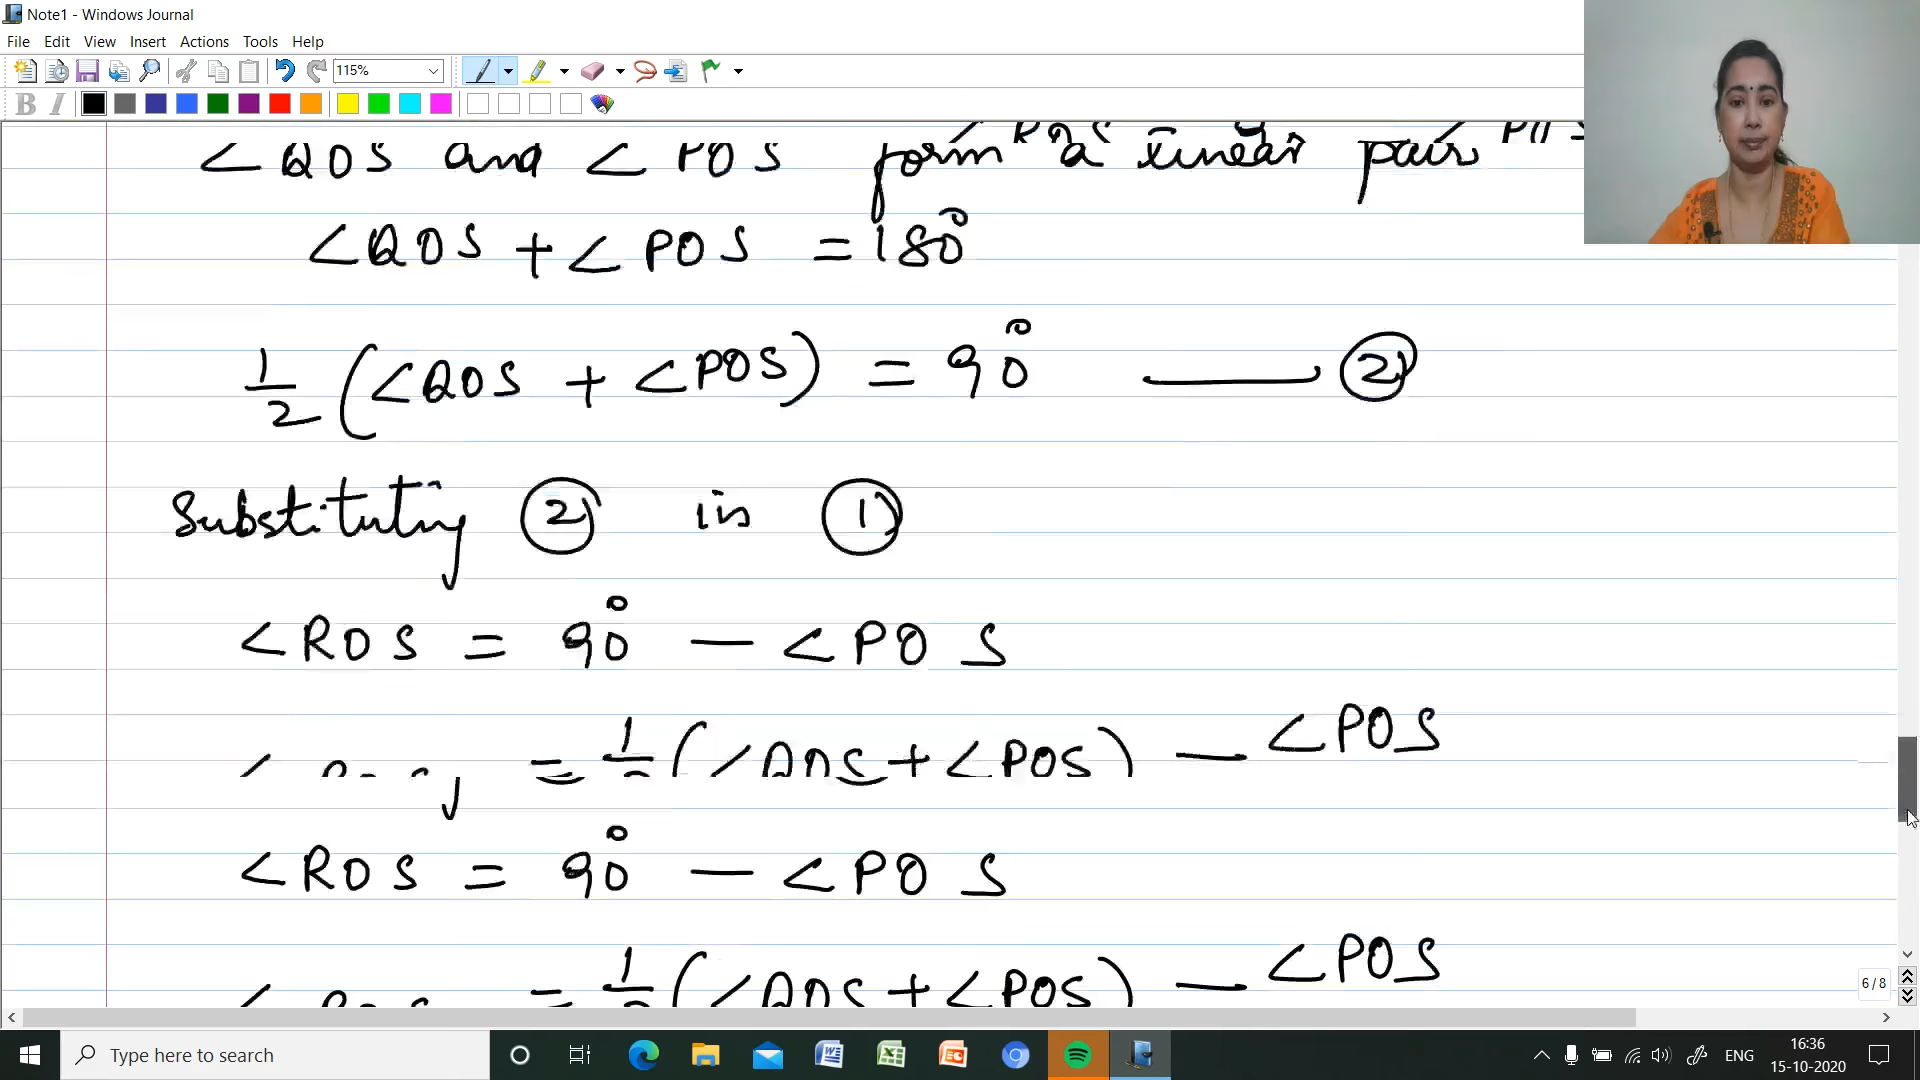 Note1 - Windows Journal
File Edit View Insert Actions Tools Help
115%
B I
∠QOS and ∠POS form a linear pair
∠QOS + ∠POS = 180°
1/2 (∠QOS + ∠POS) = 90° —— ②
Substituting ② in ①
∠ROS = 90° — ∠POS
= 1/2 (∠QOS + ∠POS) — ∠POS
∠ROS = 90° — ∠POS
= 1/2 (∠QOS + ∠POS) — ∠POS
6 / 8
Type here to search
ENG
16:36
15-10-2020